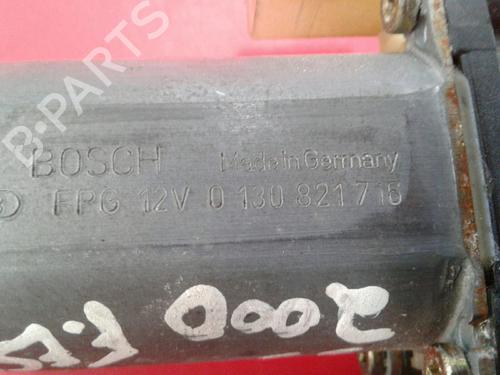 B-PARTS
BOSCH Made in Germany
FPG 12V 0 130 821 716
2000